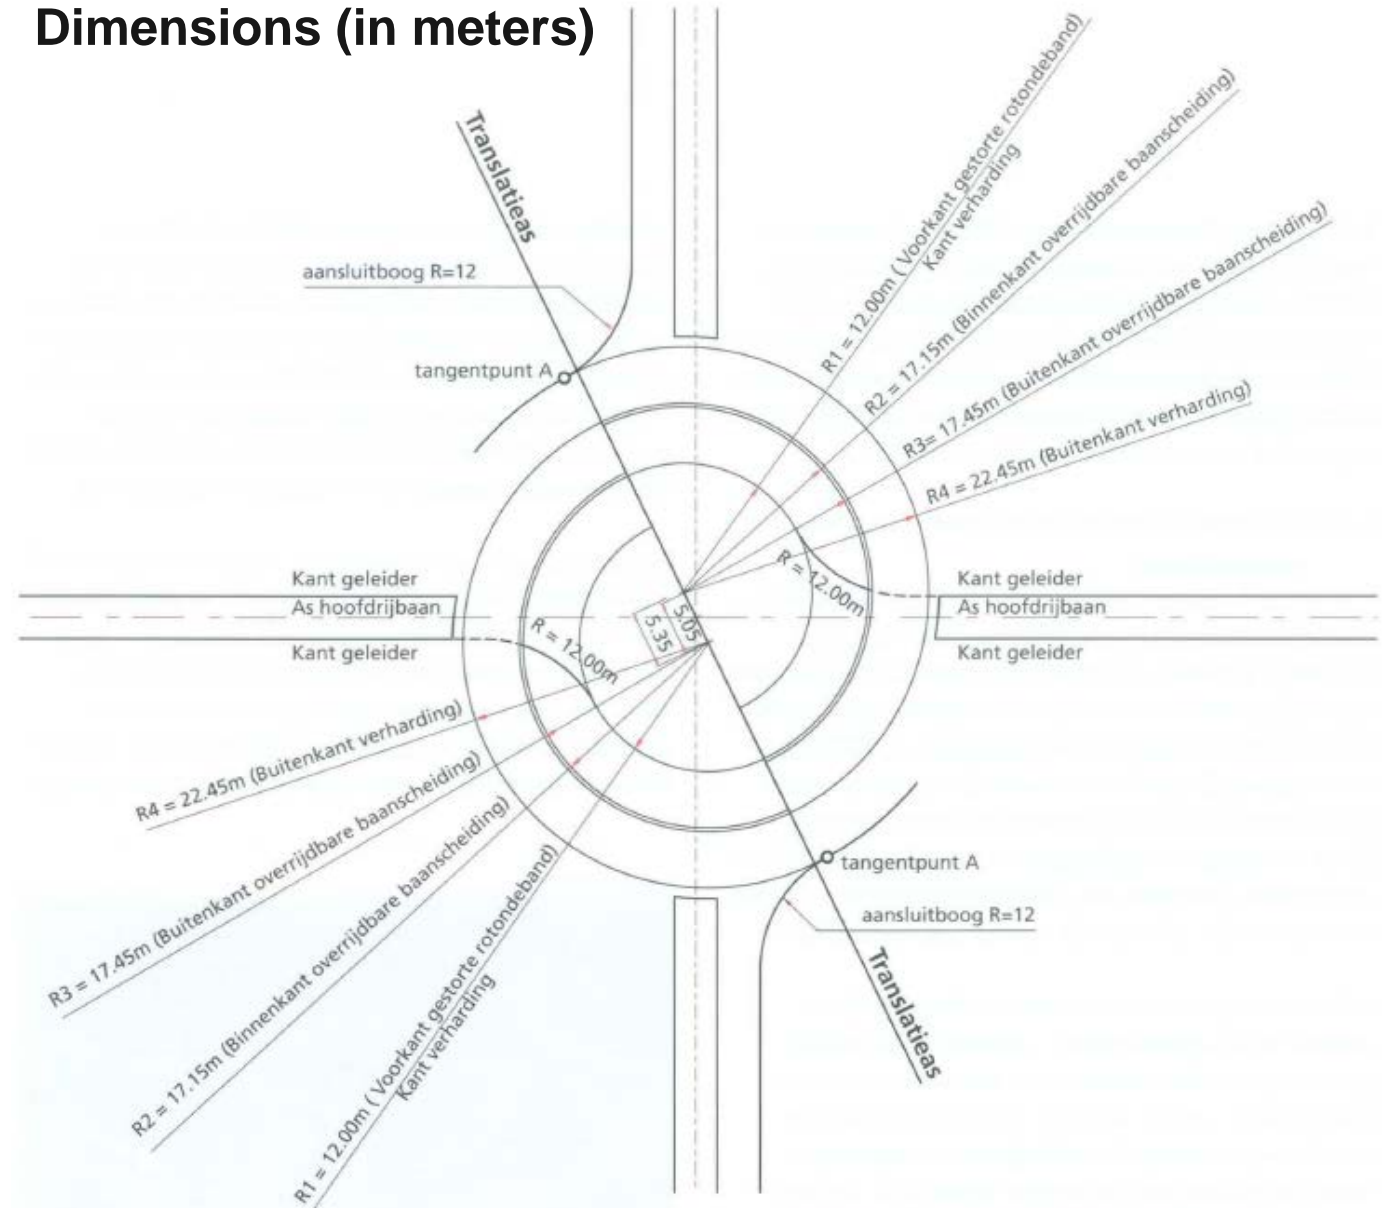 Dimensions (in meters)
Translatieas
aansluitboog R=12
tangentpunt A
R1 = 12.00m ( Voorkant gestorte rotondeband)
Kant verharding
R2 = 17.15m (Binnenkant overrijdbare baanscheiding)
R3= 17.45m (Buitenkant overrijdbare baanscheiding)
R4 = 22.45m (Buitenkant verharding)
R = 12.00m
Kant geleider
As hoofdrijbaan
Kant geleider
Kant geleider
As hoofdrijbaan
Kant geleider
5.05
5.35
R = 12.00m
R4 = 22.45m (Buitenkant verharding)
R3 = 17.45m (Buitenkant overrijdbare baanscheiding)
R2 = 17.15m (Binnenkant overrijdbare baanscheiding)
R1 = 12.00m ( Voorkant gestorte rotondeband)
Kant verharding
tangentpunt A
aansluitboog R=12
Translatieas